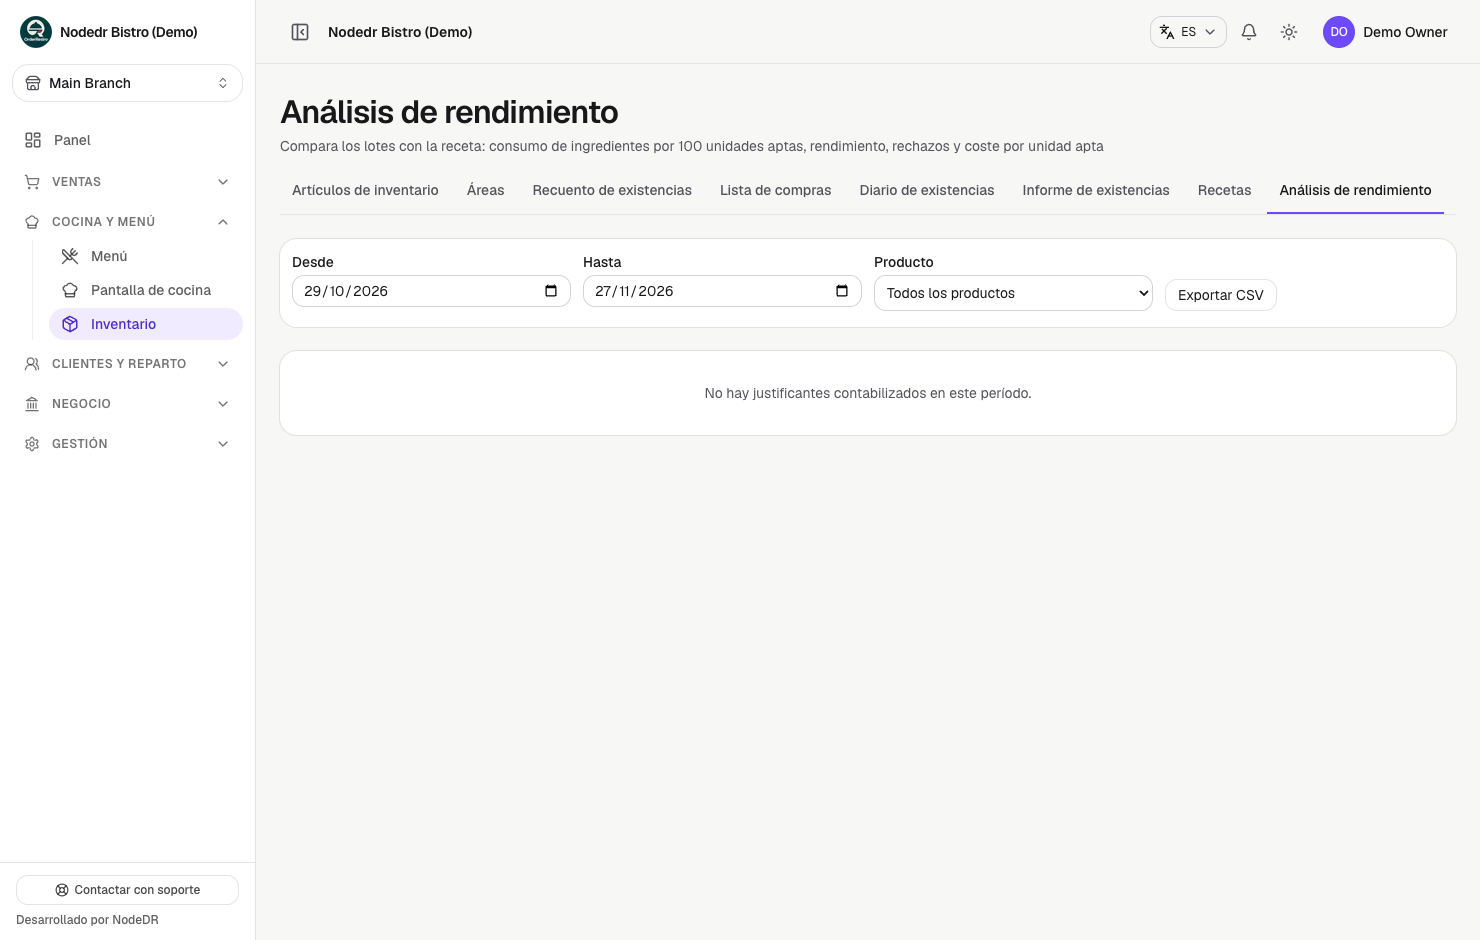 Nodedr Bistro (Demo)
Main Branch
Panel
VENTAS
COCINA Y MENÚ
Menú
Pantalla de cocina
Inventario
CLIENTES Y REPARTO
NEGOCIO
GESTIÓN
Contactar con soporte
Desarrollado por NodeDR
Nodedr Bistro (Demo)
ES
DO
Demo Owner
Análisis de rendimiento
Compara los lotes con la receta: consumo de ingredientes por 100 unidades aptas, rendimiento, rechazos y coste por unidad apta
Artículos de inventario
Áreas
Recuento de existencias
Lista de compras
Diario de existencias
Informe de existencias
Recetas
Análisis de rendimiento
Desde
Hasta
Producto
29/10/2026
27/11/2026
Todos los productos
Exportar CSV
No hay justificantes contabilizados en este período.